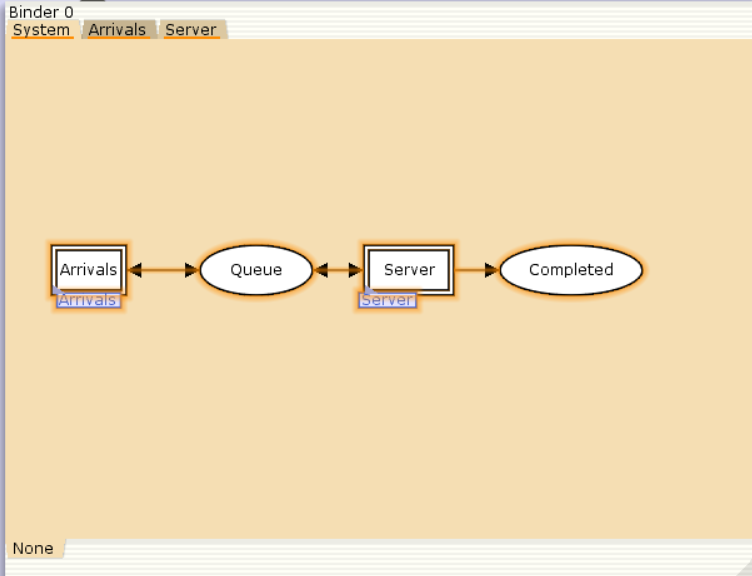 Binder 0
System Arrivals Server
Arrivals Queue Server Completed
Arrivals Server
None